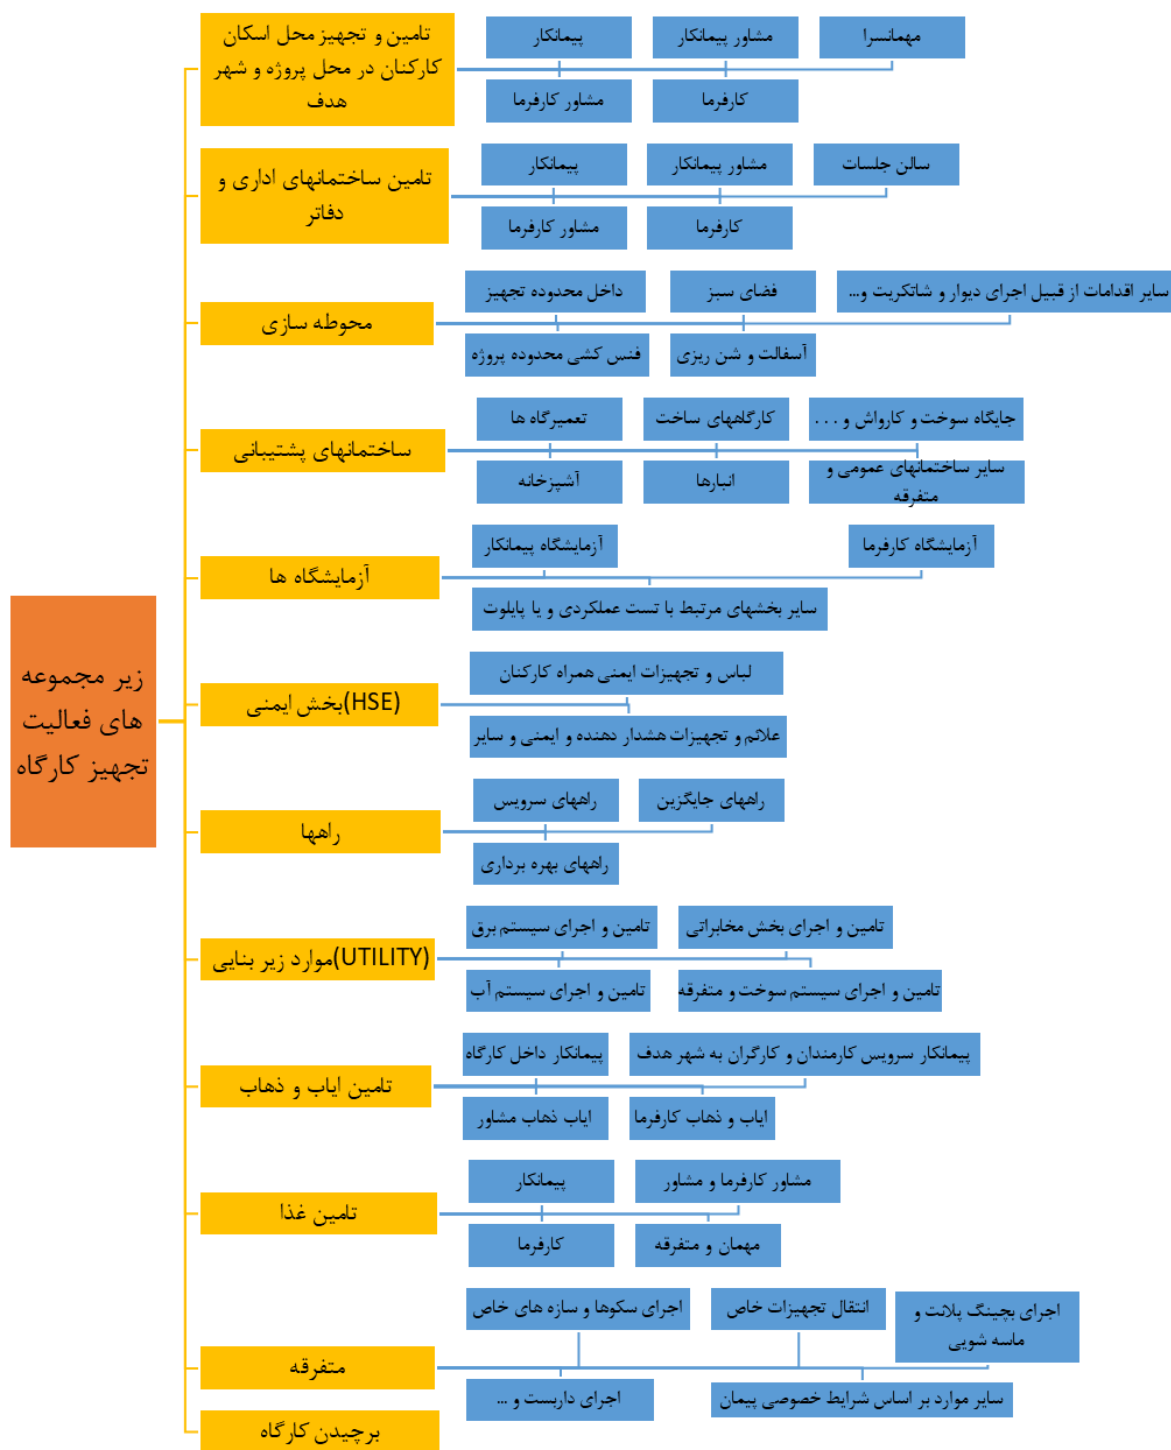 زیر مجموعه
های فعالیت
تجهیز کارگاه
تامین و تجهیز محل اسکان
کارکنان در محل پروژه و شهر
هدف
پیمانکار
مشاور پیمانکار
مهمانسرا
مشاور کارفرما
کارفرما
تامین ساختمانهای اداری و
دفاتر
پیمانکار
مشاور پیمانکار
سالن جلسات
مشاور کارفرما
کارفرما
محوطه سازی
داخل محدوده تجهیز
فضای سبز
سایر اقدامات از قبیل اجرای دیوار و شاتکریت و...
فنس کشی محدوده پروژه
آسفالت و شن ریزی
ساختمانهای پشتیبانی
تعمیرگاه ها
کارگاههای ساخت
جایگاه سوخت و کارواش و . . .
آشپزخانه
انبارها
سایر ساختمانهای عمومی و
متفرقه
آزمایشگاه ها
آزمایشگاه پیمانکار
آزمایشگاه کارفرما
سایر بخشهای مرتبط با تست عملکردی و یا پایلوت
بخش ایمنی(HSE)
لباس و تجهیزات ایمنی همراه کارکنان
علائم و تجهیزات هشدار دهنده و ایمنی و سایر
راهها
راههای سرویس
راههای جایگزین
راههای بهره برداری
موارد زیر بنایی(UTILITY)
تامین و اجرای سیستم برق
تامین و اجرای بخش مخابراتی
تامین و اجرای سیستم آب
تامین و اجرای سیستم سوخت و متفرقه
تامین ایاب و ذهاب
پیمانکار داخل کارگاه
پیمانکار سرویس کارمندان و کارگران به شهر هدف
ایاب ذهاب مشاور
ایاب و ذهاب کارفرما
تامین غذا
پیمانکار
مشاور کارفرما و مشاور
کارفرما
مهمان و متفرقه
متفرقه
اجرای سکوها و سازه های خاص
انتقال تجهیزات خاص
اجرای بچینگ پلانت و
ماسه شویی
اجرای داربست و ...
سایر موارد بر اساس شرایط خصوصی پیمان
برچیدن کارگاه